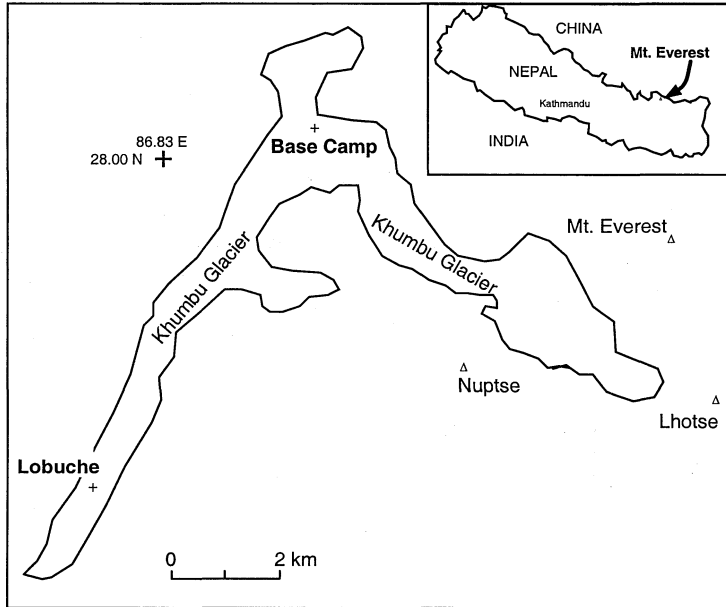 CHINA
Mt. Everest
NEPAL
Kathmandu
INDIA
86.83 E
28.00 N
Base Camp
Mt. Everest
Khumbu Glacier
Khumbu Glacier
Nuptse
Lhotse
Lobuche
0 2 km